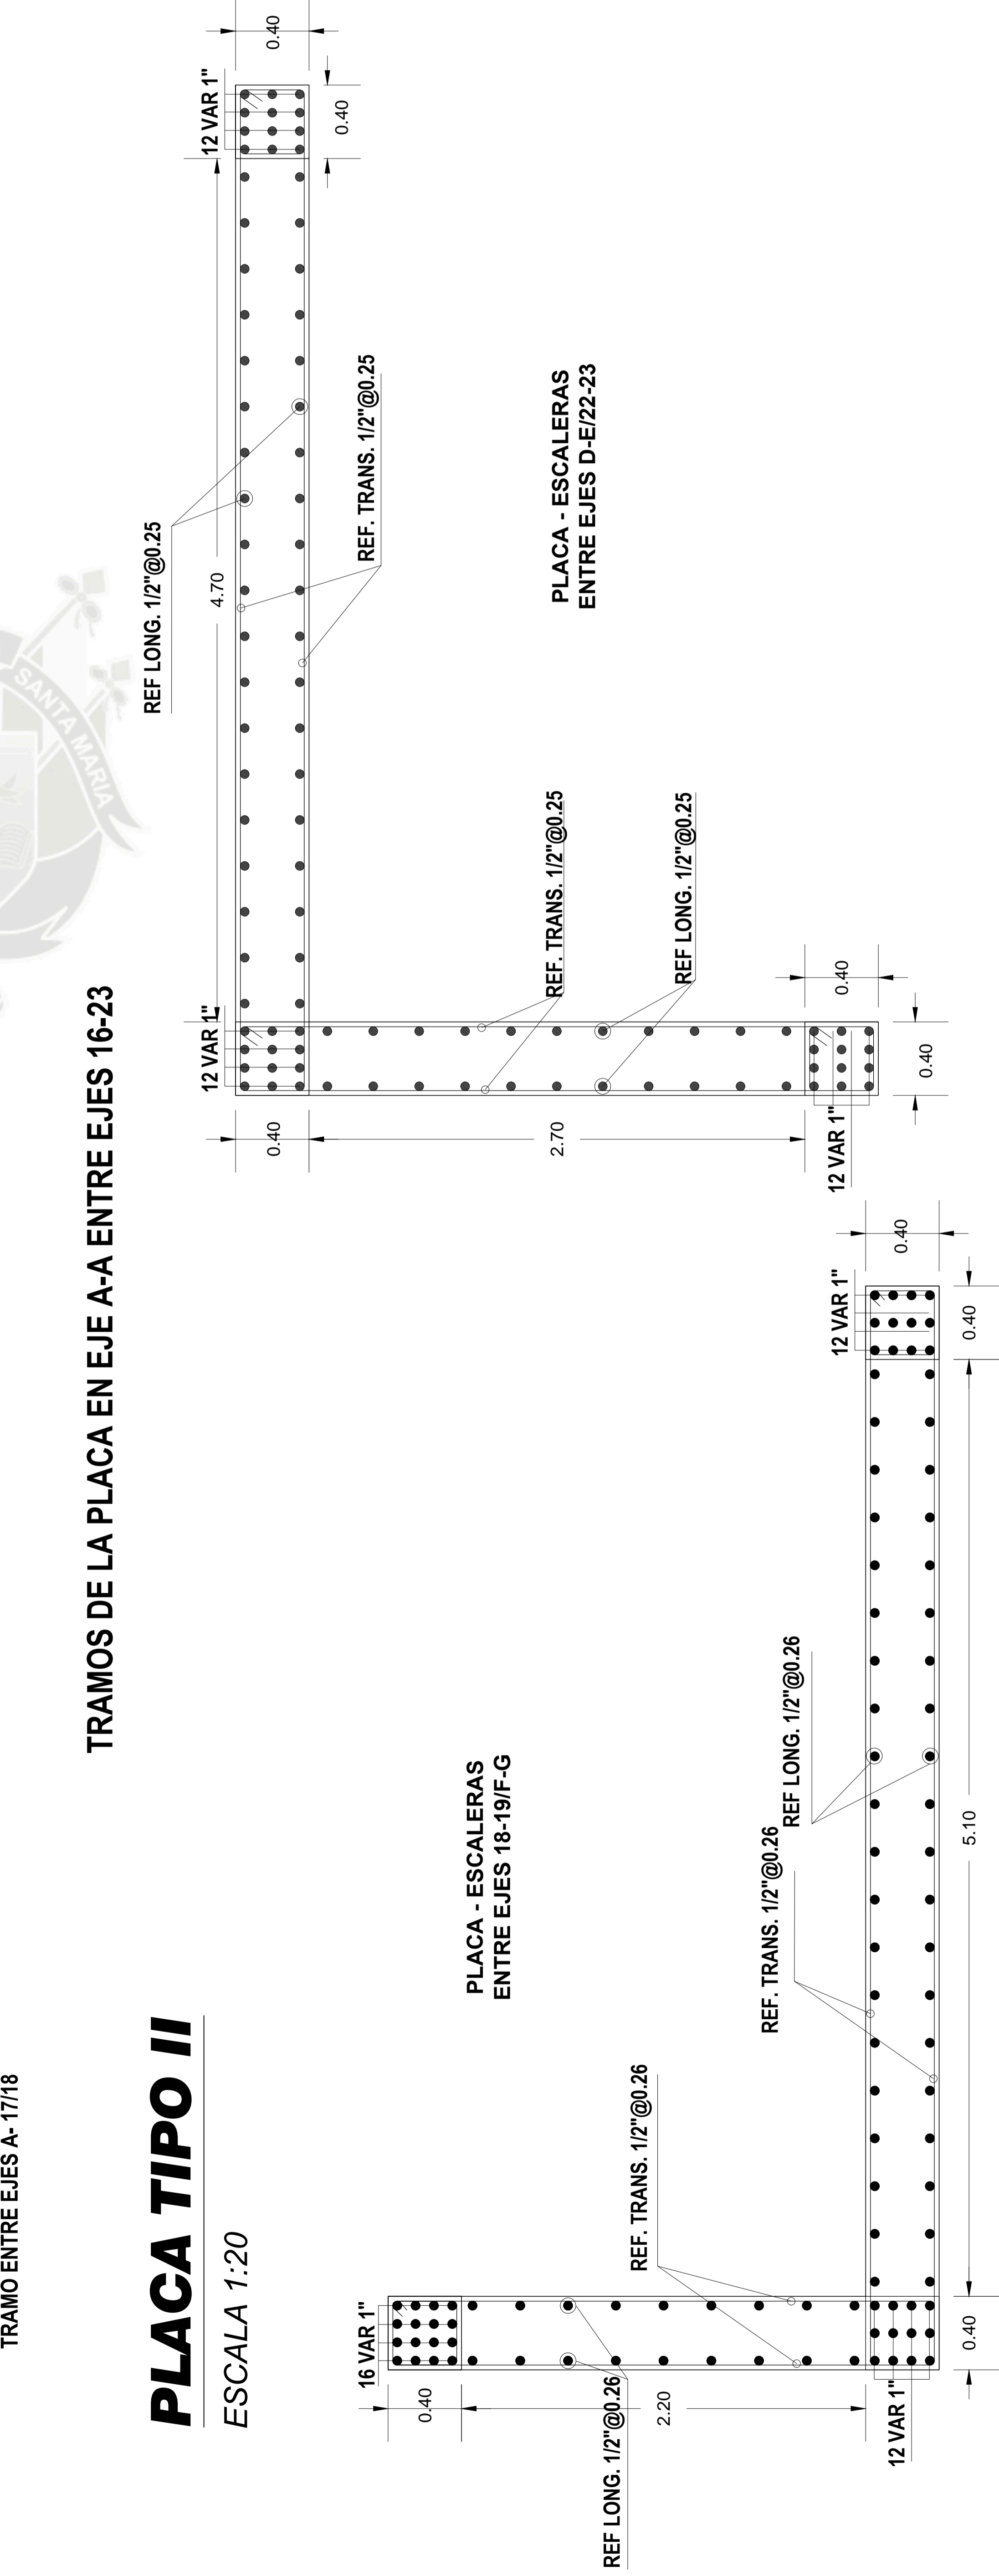 TRAMO ENTRE EJES A- 17/18
PLACA TIPO II
ESCALA 1:20
TRAMOS DE LA PLACA EN EJE A-A ENTRE EJES 16-23
SANTA MARIA
0.40
12 VAR 1"
0.40
REF LONG. 1/2"@0.25
4.70
REF. TRANS. 1/2"@0.25
PLACA - ESCALERAS
ENTRE EJES D-E/22-23
REF. TRANS. 1/2"@0.25
REF LONG. 1/2"@0.25
12 VAR 1"
0.40
2.70
0.40
0.40
12 VAR 1"
0.40
12 VAR 1"
0.40
PLACA - ESCALERAS
ENTRE EJES 18-19/F-G
REF LONG. 1/2"@0.26
REF. TRANS. 1/2"@0.26
5.10
REF. TRANS. 1/2"@0.26
16 VAR 1"
0.40
2.20
REF LONG. 1/2"@0.26
12 VAR 1"
0.40